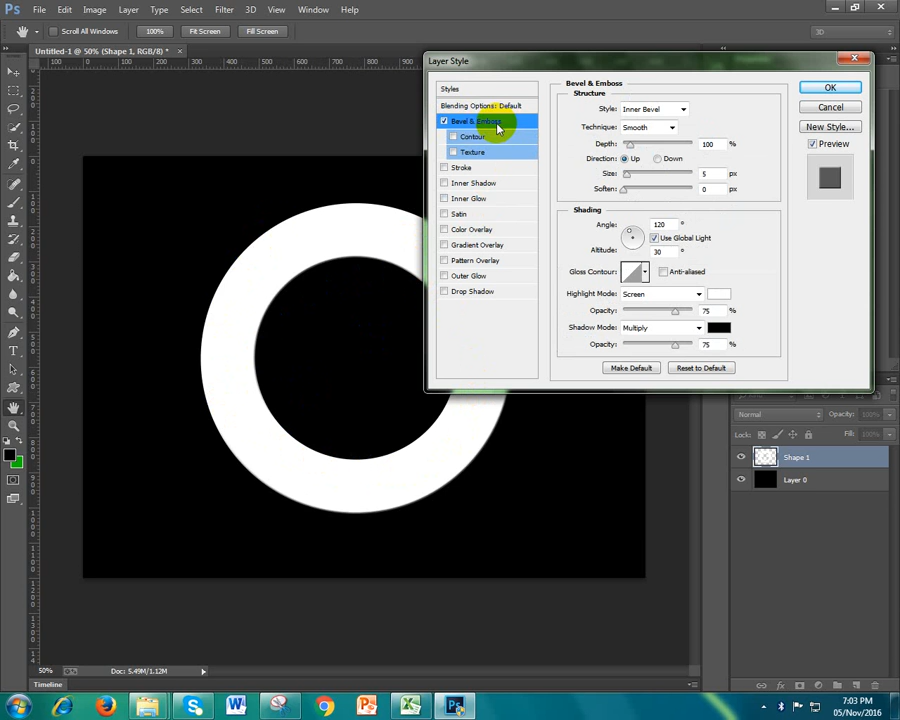 Ps File Edit Image Layer Type Select Filter 3D View Window Help
Scroll All Windows 100% Fit Screen Fill Screen 3D
Untitled-1 @ 50% (Shape 1, RGB/8) * ×
Layer Style
Styles
Blending Options: Default
Bevel & Emboss
Contour
Texture
Stroke
Inner Shadow
Inner Glow
Satin
Color Overlay
Gradient Overlay
Pattern Overlay
Outer Glow
Drop Shadow
Bevel & Emboss
Structure
Style: Inner Bevel
Technique: Smooth
Depth: 100 %
Direction: Up Down
Size: 5 px
Soften: 0 px
Shading
Angle: 120 °
Use Global Light
Altitude: 30 °
Gloss Contour: Anti-aliased
Highlight Mode: Screen
Opacity: 75 %
Shadow Mode: Multiply
Opacity: 75 %
Make Default Reset to Default
OK
Cancel
New Style...
Preview
Normal Opacity: 100%
Lock: Fill: 100%
Shape 1
Layer 0
50% Doc: 5.49M/1.12M
Timeline
7:03 PM
05/Nov/2016